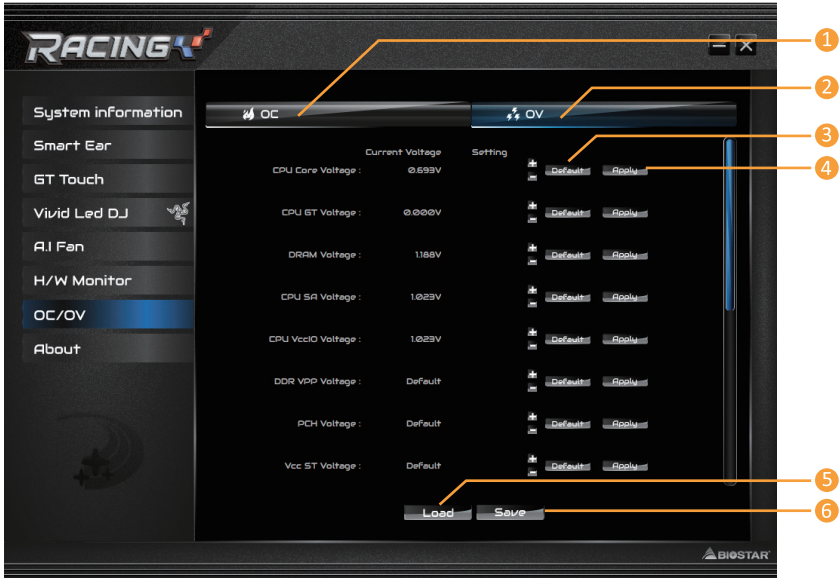 RACING
1
2
System information
OC
OV
Smart Ear
Current Voltage Setting
3
CPU Core Voltage : 0.693V + - Default Apply
4
GT Touch
Vivid Led DJ
CPU GT Voltage : 0.000V + - Default Apply
A.I Fan
DRAM Voltage : 1.188V + - Default Apply
H/W Monitor
CPU SA Voltage : 1.023V + - Default Apply
OC/OV
CPU VccIO Voltage : 1.023V + - Default Apply
About
DDR VPP Voltage : Default + - Default Apply
PCH Voltage : Default + - Default Apply
Vcc ST Voltage : Default + - Default Apply
5
Load Save
6
BIOSTAR